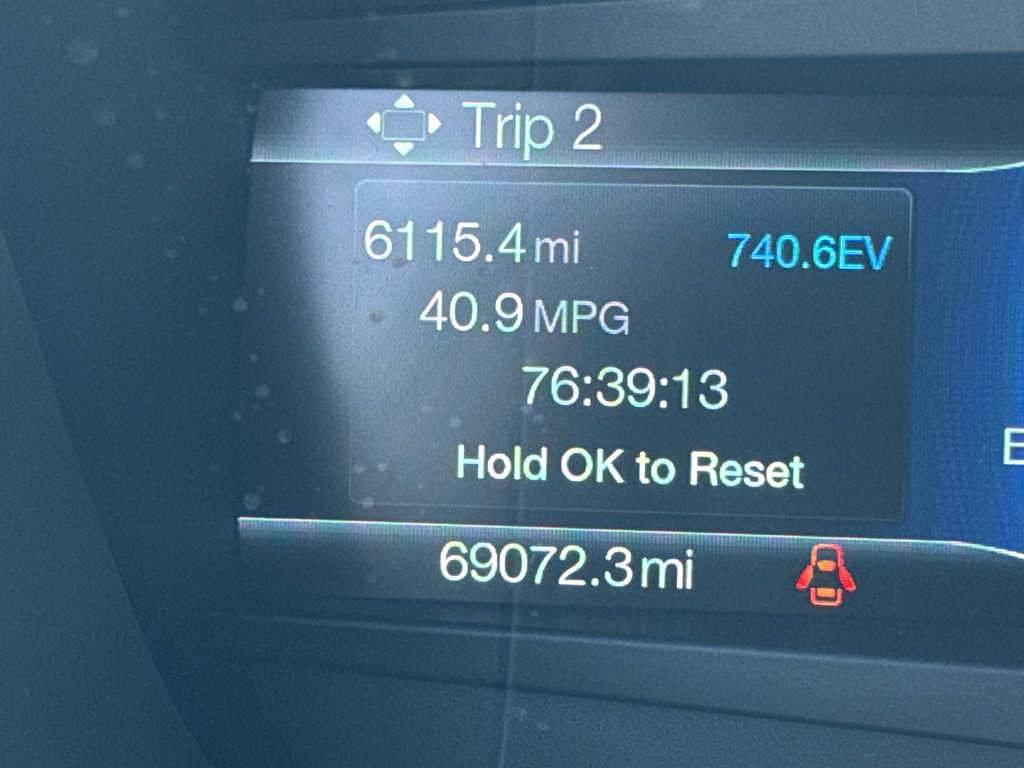 Trip 2
6115.4 mi 740.6EV
40.9 MPG
76:39:13
Hold OK to Reset
69072.3 mi